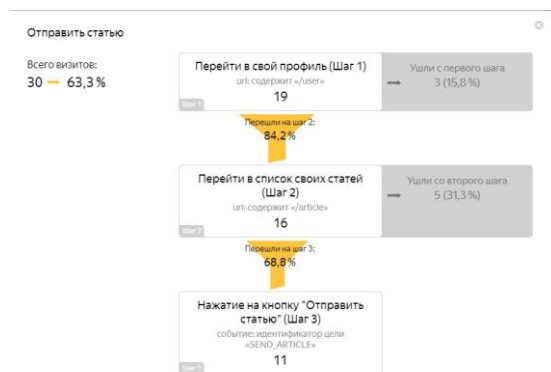 Отправить статью
Всего визитов:
30 → 63,3 %
Перейти в свой профиль (Шаг 1)
url: содержит «/user»
19
Шаг 1
Ушли с первого шага
3 (15,8 %)
Перешли на шаг 2:
84,2 %
Перейти в список своих статей
(Шаг 2)
url: содержит «/article»
16
Шаг 2
Ушли со второго шага
5 (31,3 %)
Перешли на шаг 3:
68,8 %
Нажатие на кнопку "Отправить
статью" (Шаг 3)
событие: идентификатор цели
«SEND_ARTICLE»
11
Шаг 3